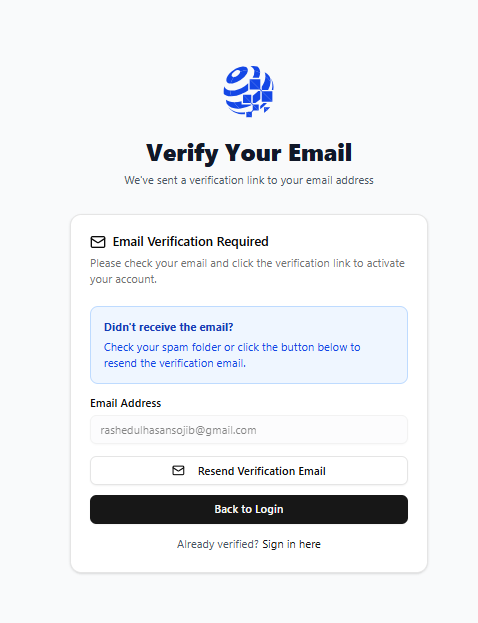 Verify Your Email
We've sent a verification link to your email address
Email Verification Required
Please check your email and click the verification link to activate
your account.
Didn't receive the email?
Check your spam folder or click the button below to
resend the verification email.
Email Address
rashedulhasansojib@gmail.com
Resend Verification Email
Back to Login
Already verified? Sign in here